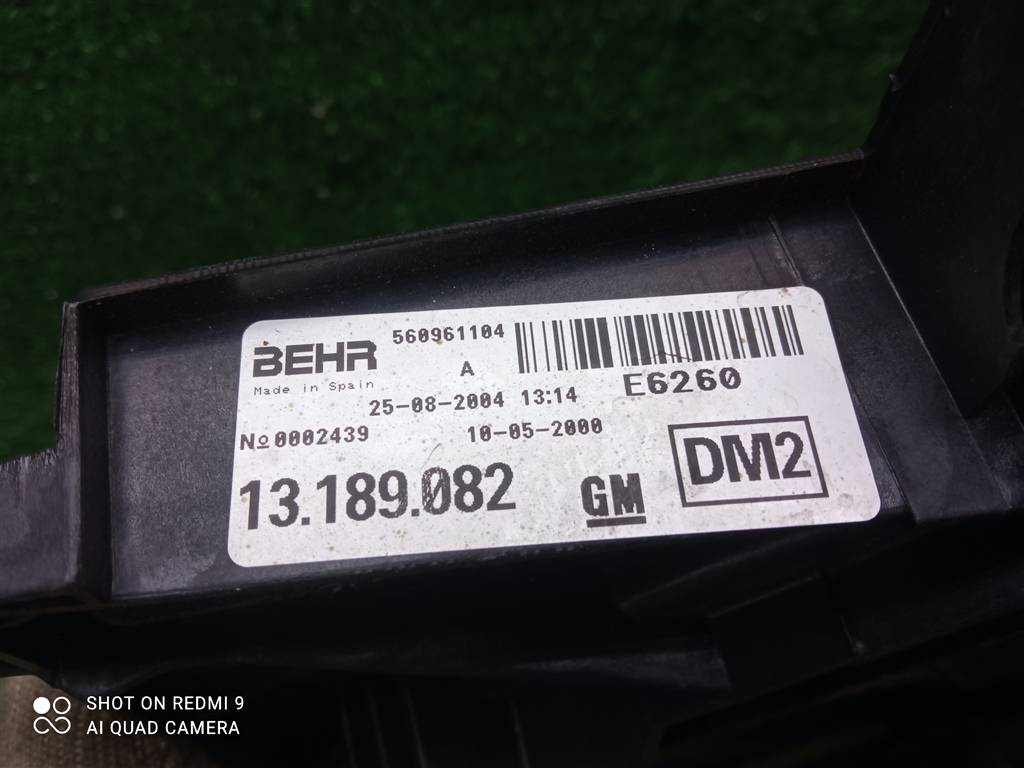 BEHR 560961104
Made in Spain A E6260
25-08-2004 13:14
№0002439 10-05-2000
13.189.082 GM DM2
SHOT ON REDMI 9
AI QUAD CAMERA